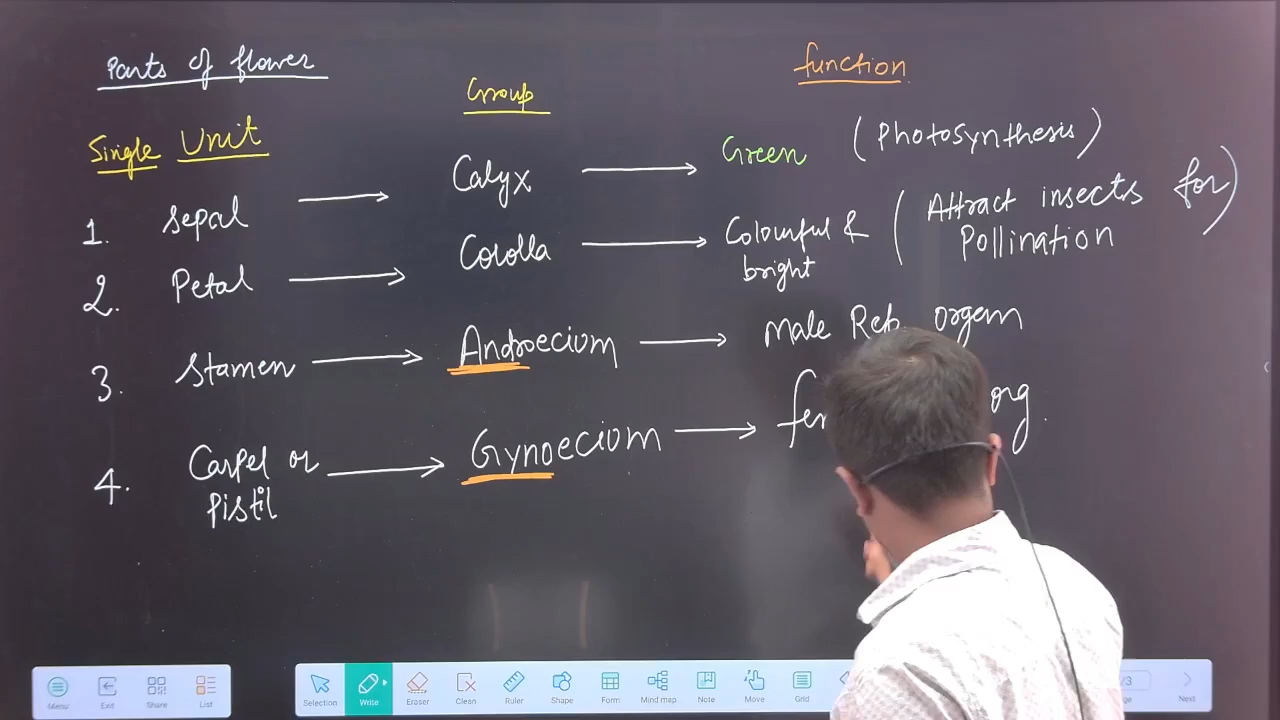 Parts of flower
Group
function
Single Unit
1. Sepal → Calyx → Green (Photosynthesis)
2. Petal → Corolla → Colourful & bright (Attract insects for Pollination)
3. Stamen → Androecium → Male Rep. organ
4. Carpel or Pistil → Gynoecium → org.
Menu Exit Share List Selection Write Eraser Clean Ruler Shape Form Mind map Note Move Grid /3 Next